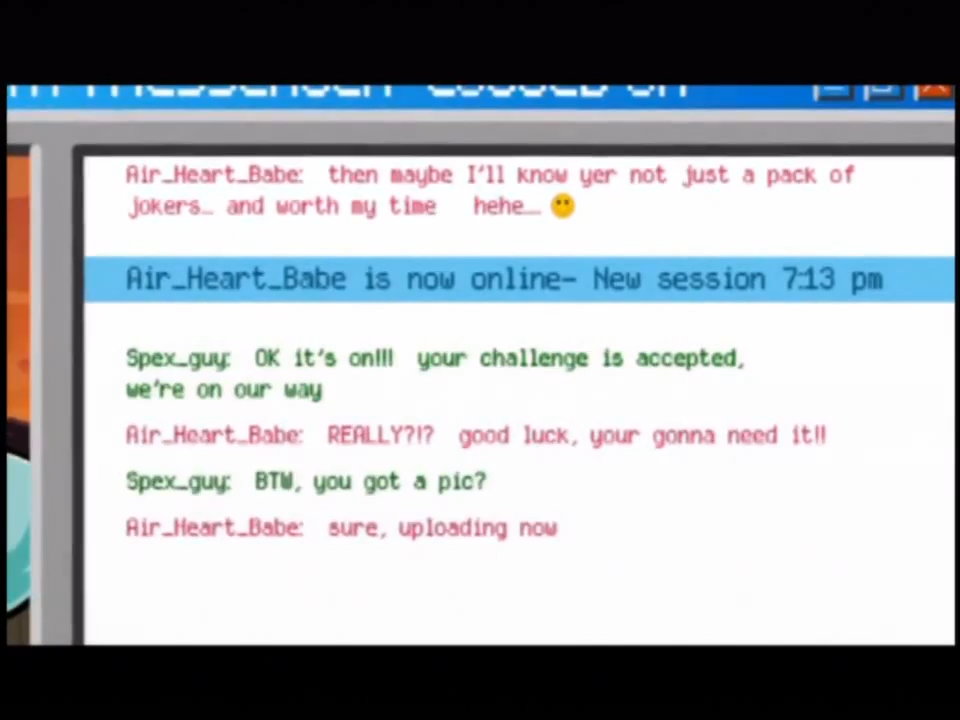 Air_Heart_Babe: then maybe I'll know yer not just a pack of
jokers... and worth my time hehe....
Air_Heart_Babe is now online- New session 7:13 pm
Spex_guy: OK it's on!!! your challenge is accepted,
we're on our way
Air_Heart_Babe: REALLY?!? good luck, your gonna need it!!
Spex_guy: BTW, you got a pic?
Air_Heart_Babe: sure, uploading now